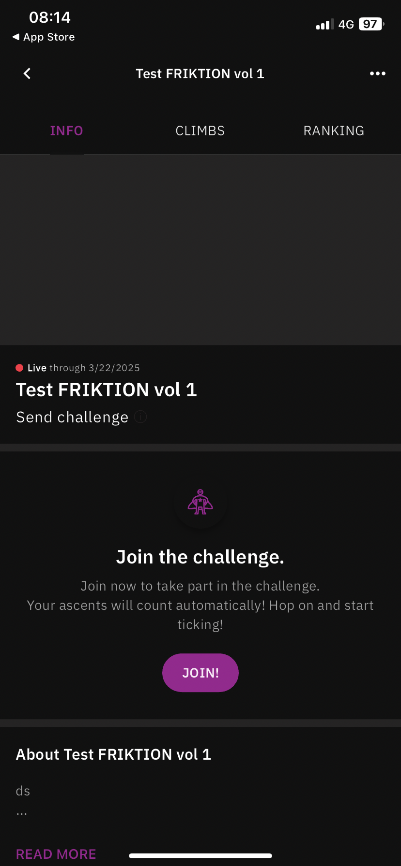 08:14
4G
97
App Store
Test FRIKTION vol 1
INFO
CLIMBS
RANKING
Live through 3/22/2025
Test FRIKTION vol 1
Send challenge
Join the challenge.
Join now to take part in the challenge.
Your ascents will count automatically! Hop on and start
ticking!
JOIN!
About Test FRIKTION vol 1
ds
...
READ MORE